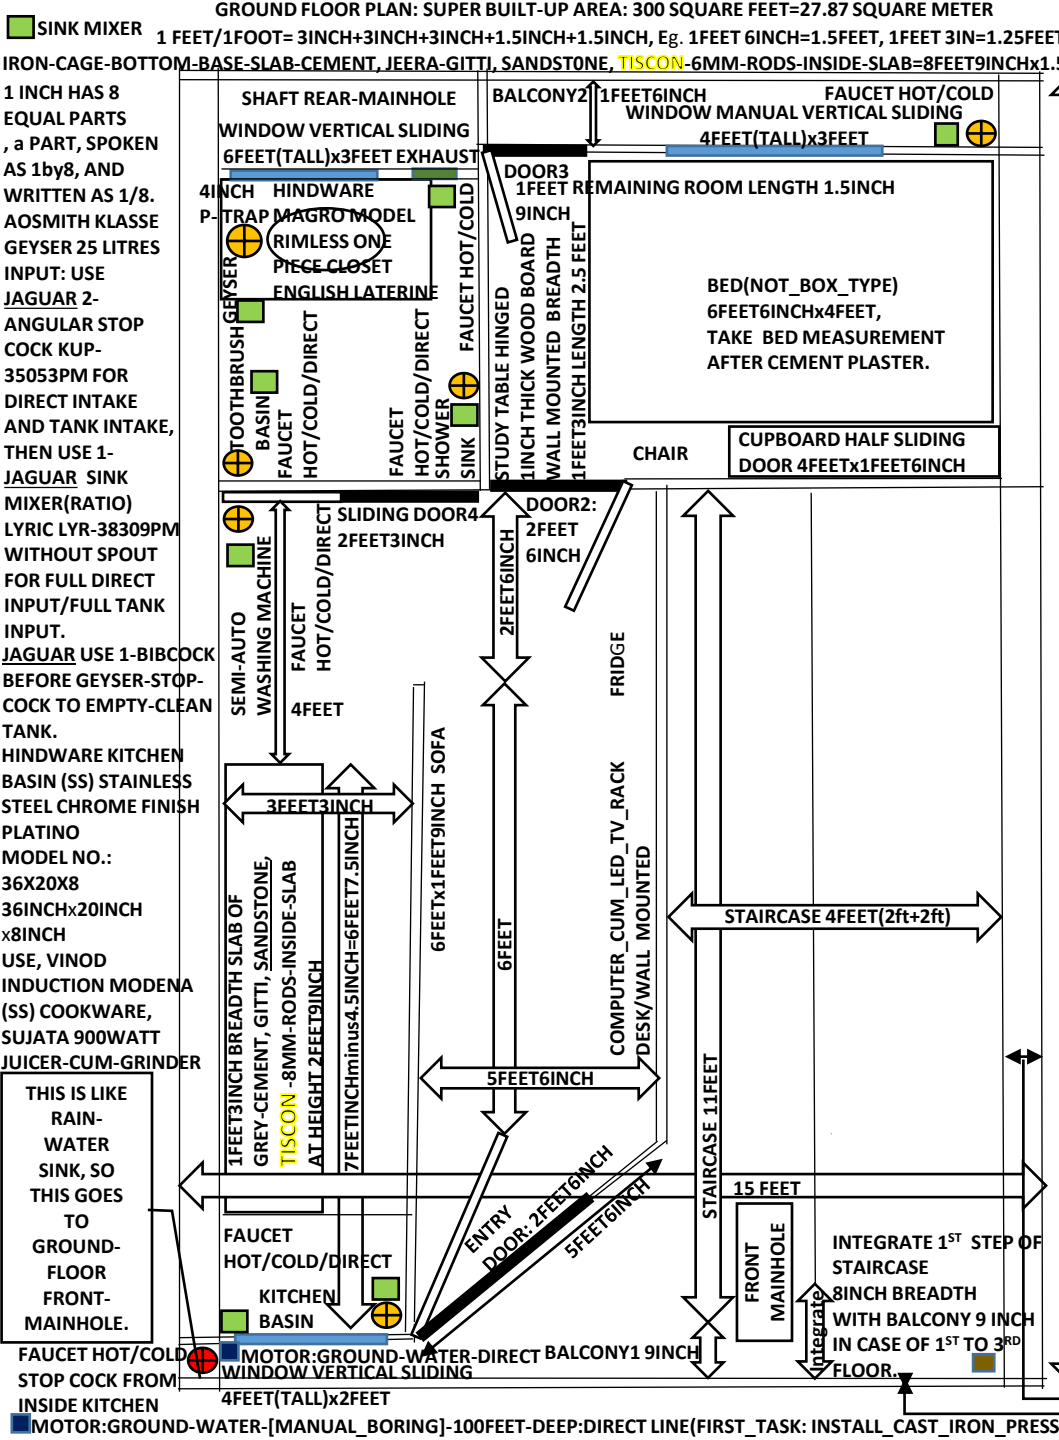 GROUND FLOOR PLAN: SUPER BUILT-UP AREA: 300 SQUARE FEET=27.87 SQUARE METER
SINK MIXER
1 FEET/1FOOT= 3INCH+3INCH+3INCH+1.5INCH+1.5INCH, Eg. 1FEET 6INCH=1.5FEET, 1FEET 3IN=1.25FEET
IRON-CAGE-BOTTOM-BASE-SLAB-CEMENT, JEERA-GITTI, SANDST0NE, TISCON-6MM-RODS-INSIDE-SLAB=8FEET9INCHx1.5
1 INCH HAS 8
EQUAL PARTS
, a PART, SPOKEN
AS 1by8, AND
WRITTEN AS 1/8.
AOSMITH KLASSE
GEYSER 25 LITRES
INPUT: USE
JAGUAR 2-
ANGULAR STOP
COCK KUP-
35053PM FOR
DIRECT INTAKE
AND TANK INTAKE,
THEN USE 1-
JAGUAR SINK
MIXER(RATIO)
LYRIC LYR-38309PM
WITHOUT SPOUT
FOR FULL DIRECT
INPUT/FULL TANK
INPUT.
JAGUAR USE 1-BIBCOCK
BEFORE GEYSER-STOP-
COCK TO EMPTY-CLEAN
TANK.
HINDWARE KITCHEN
BASIN (SS) STAINLESS
STEEL CHROME FINISH
PLATINO
MODEL NO.:
36X20X8
36INCHx20INCH
x8INCH
USE, VINOD
INDUCTION MODENA
(SS) COOKWARE,
SUJATA 900WATT
JUICER-CUM-GRINDER
THIS IS LIKE
RAIN-
WATER
SINK, SO
THIS GOES
TO
GROUND-
FLOOR
FRONT-
MAINHOLE.
FAUCET HOT/COLD
STOP COCK FROM
INSIDE KITCHEN
SHAFT REAR-MAINHOLE
WINDOW VERTICAL SLIDING
6FEET(TALL)x3FEET EXHAUST
4INCH
P- TRAP
HINDWARE
MAGRO MODEL
RIMLESS ONE
PIECE CLOSET
ENGLISH LATERINE
FAUCET HOT/COLD
GEYSER
TOOTHBRUSH
BASIN
FAUCET
HOT/COLD/DIRECT
FAUCET
HOT/COLD/DIRECT
SHOWER
SINK
BALCONY2 1FEET6INCH
FAUCET HOT/COLD
WINDOW MANUAL VERTICAL SLIDING
4FEET(TALL)x3FEET
DOOR3
1FEET
9INCH
REMAINING ROOM LENGTH 1.5INCH
STUDY TABLE HINGED
1INCH THICK WOOD BOARD
WALL MOUNTED BREADTH
1FEET3INCH LENGTH 2.5 FEET
BED(NOT_BOX_TYPE)
6FEET6INCHx4FEET,
TAKE BED MEASUREMENT
AFTER CEMENT PLASTER.
CHAIR
CUPBOARD HALF SLIDING
DOOR 4FEETx1FEET6INCH
SLIDING DOOR4
2FEET3INCH
DOOR2:
2FEET
6INCH
2FEET6INCH
SEMI-AUTO
WASHING MACHINE
FAUCET
HOT/COLD/DIRECT
4FEET
FRIDGE
3FEET3INCH
6FEETx1FEET9INCH SOFA
6FEET
COMPUTER_CUM_LED_TV_RACK
DESK/WALL MOUNTED
STAIRCASE 4FEET(2ft+2ft)
1FEET3INCH BREADTH SLAB OF
GREY-CEMENT, GITTI, SANDSTONE,
TISCON -8MM-RODS-INSIDE-SLAB
AT HEIGHT 2FEET9INCH
7FEETINCHminus4.5INCH=6FEET7.5INCH
5FEET6INCH
STAIRCASE 11FEET
15 FEET
ENTRY
DOOR: 2FEET6INCH
5FEET6INCH
FRONT
MAINHOLE
FAUCET
HOT/COLD/DIRECT
KITCHEN
BASIN
Integrate
INTEGRATE 1ST STEP OF
STAIRCASE
8INCH BREADTH
WITH BALCONY 9 INCH
IN CASE OF 1ST TO 3RD
FLOOR.
MOTOR:GROUND-WATER-DIRECT
BALCONY1 9INCH
WINDOW VERTICAL SLIDING
4FEET(TALL)x2FEET
MOTOR:GROUND-WATER-[MANUAL_BORING]-100FEET-DEEP:DIRECT LINE(FIRST_TASK: INSTALL_CAST_IRON_PRESS